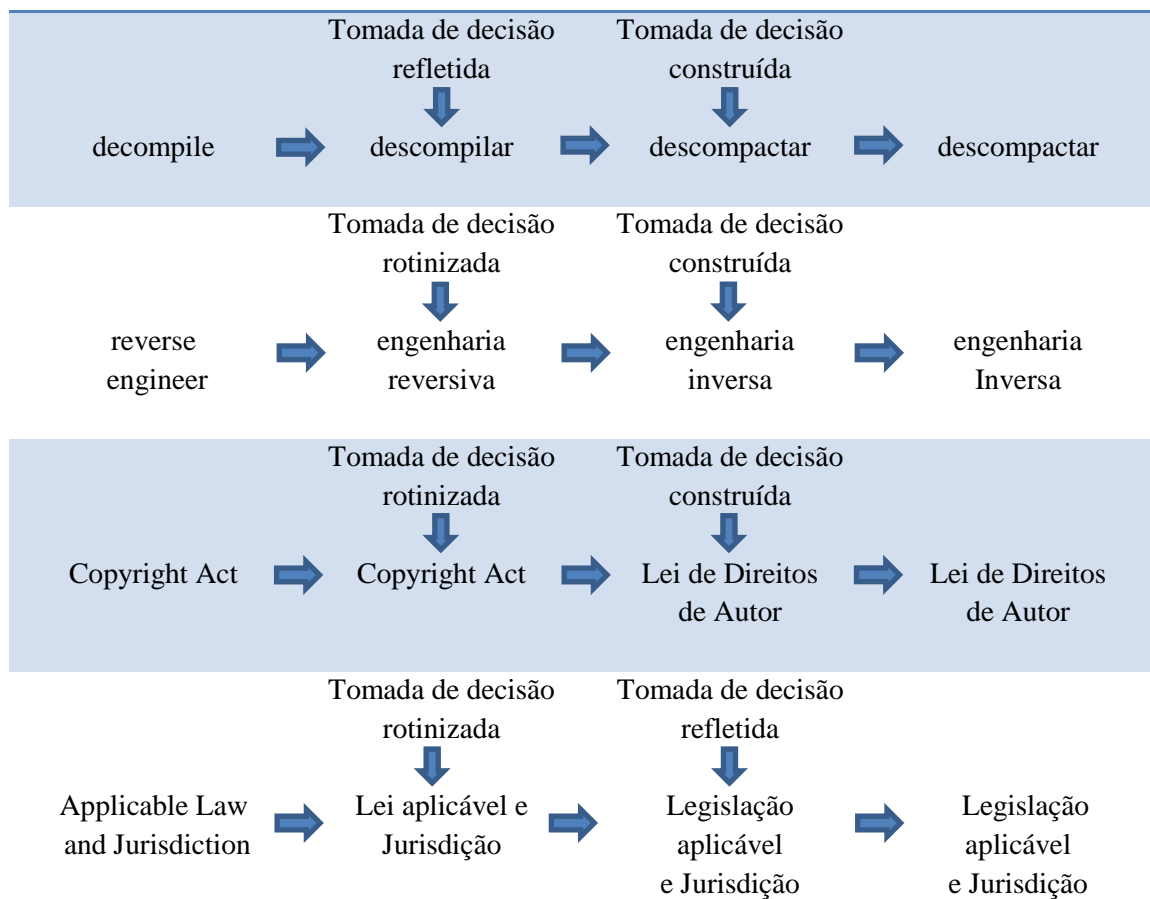 Tomada de decisão Tomada de decisão
refletida construída
decompile descompilar descompactar descompactar
Tomada de decisão Tomada de decisão
rotinizada construída
reverse engenharia engenharia engenharia
engineer reversiva inversa Inversa
Tomada de decisão Tomada de decisão
rotinizada construída
Copyright Act Copyright Act Lei de Direitos Lei de Direitos
de Autor de Autor
Tomada de decisão Tomada de decisão
rotinizada refletida
Applicable Law Lei aplicável e Legislação Legislação
and Jurisdiction Jurisdição aplicável aplicável
e Jurisdição e Jurisdição